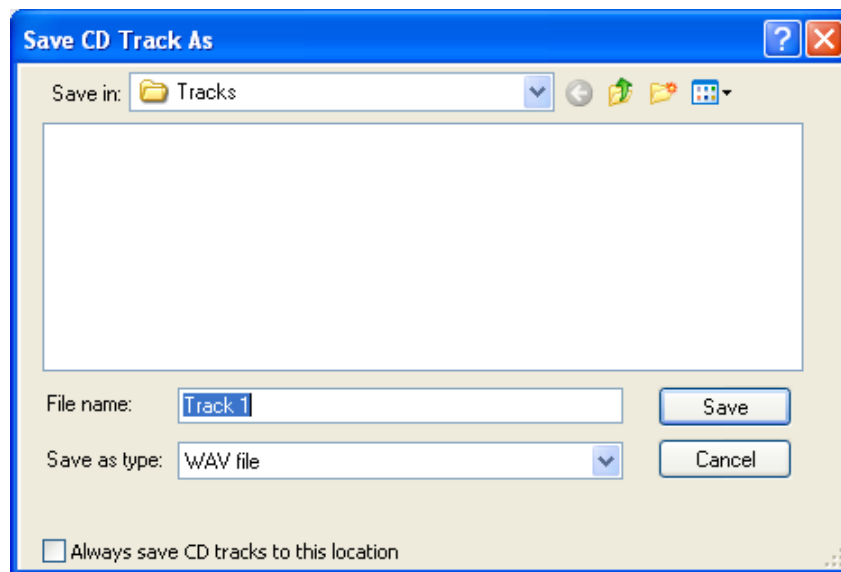 Save CD Track As
Save in: Tracks
File name: Track 1 Save
Save as type: WAV file Cancel
Always save CD tracks to this location